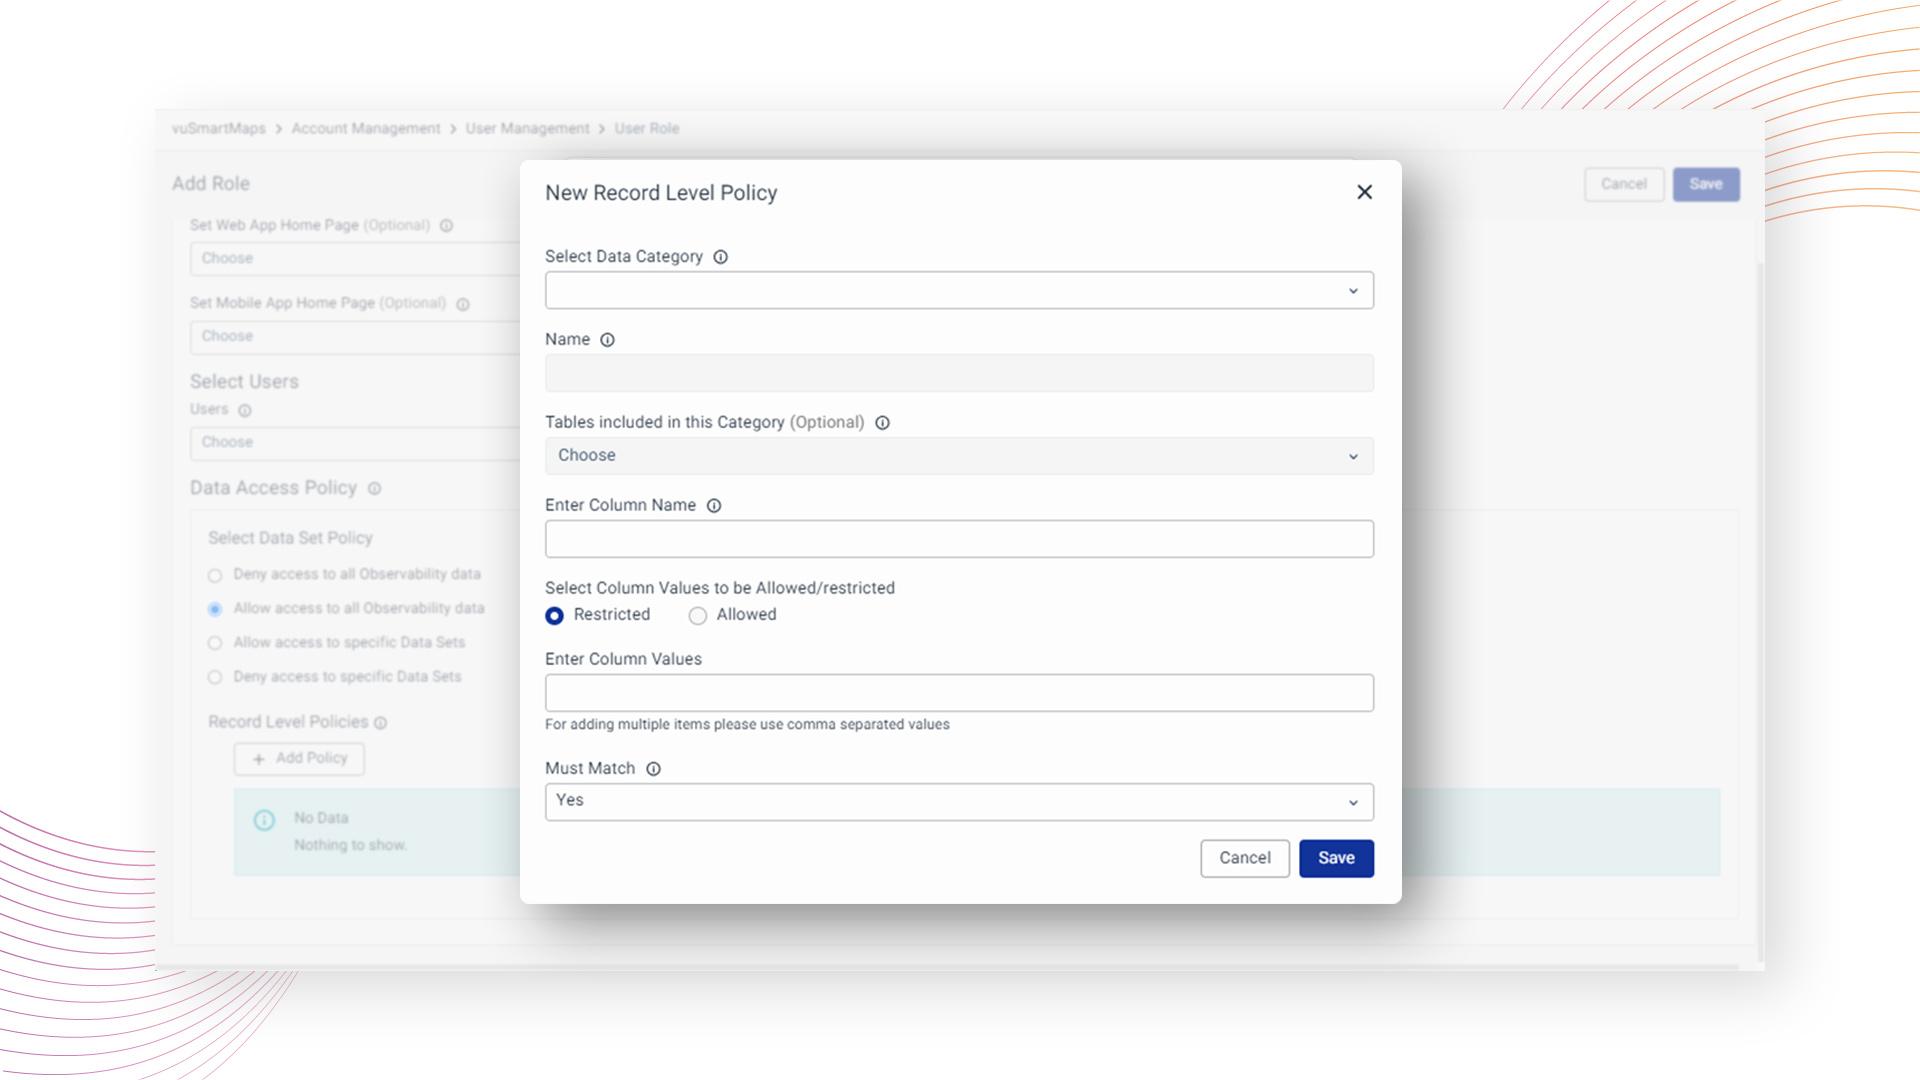 vuSmartMaps > Account Management > User Management > User Role
Add Role
Cancel
Save
Set Web App Home Page (Optional)
Choose
Set Mobile App Home Page (Optional)
Choose
Select Users
Users
Choose
Data Access Policy
Select Data Set Policy
Deny access to all Observability data
Allow access to all Observability data
Allow access to specific Data Sets
Deny access to specific Data Sets
Record Level Policies
+ Add Policy
No Data
Nothing to show.
New Record Level Policy
Select Data Category
Name
Tables included in this Category (Optional)
Choose
Enter Column Name
Select Column Values to be Allowed/restricted
Restricted Allowed
Enter Column Values
For adding multiple items please use comma separated values
Must Match
Yes
Cancel
Save